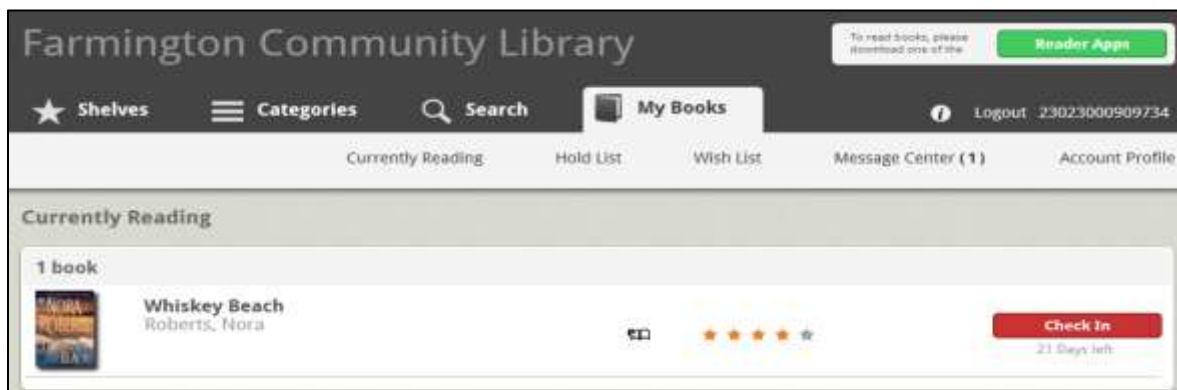 Farmington Community Library
To read books, please
download one of the
Reader Apps
Shelves
Categories
Search
My Books
Logout 23023000909734
Currently Reading
Hold List
Wish List
Message Center (1)
Account Profile
Currently Reading
1 book
NORA
ROBERTS
Whiskey Beach
Roberts, Nora
Check In
21 Days left